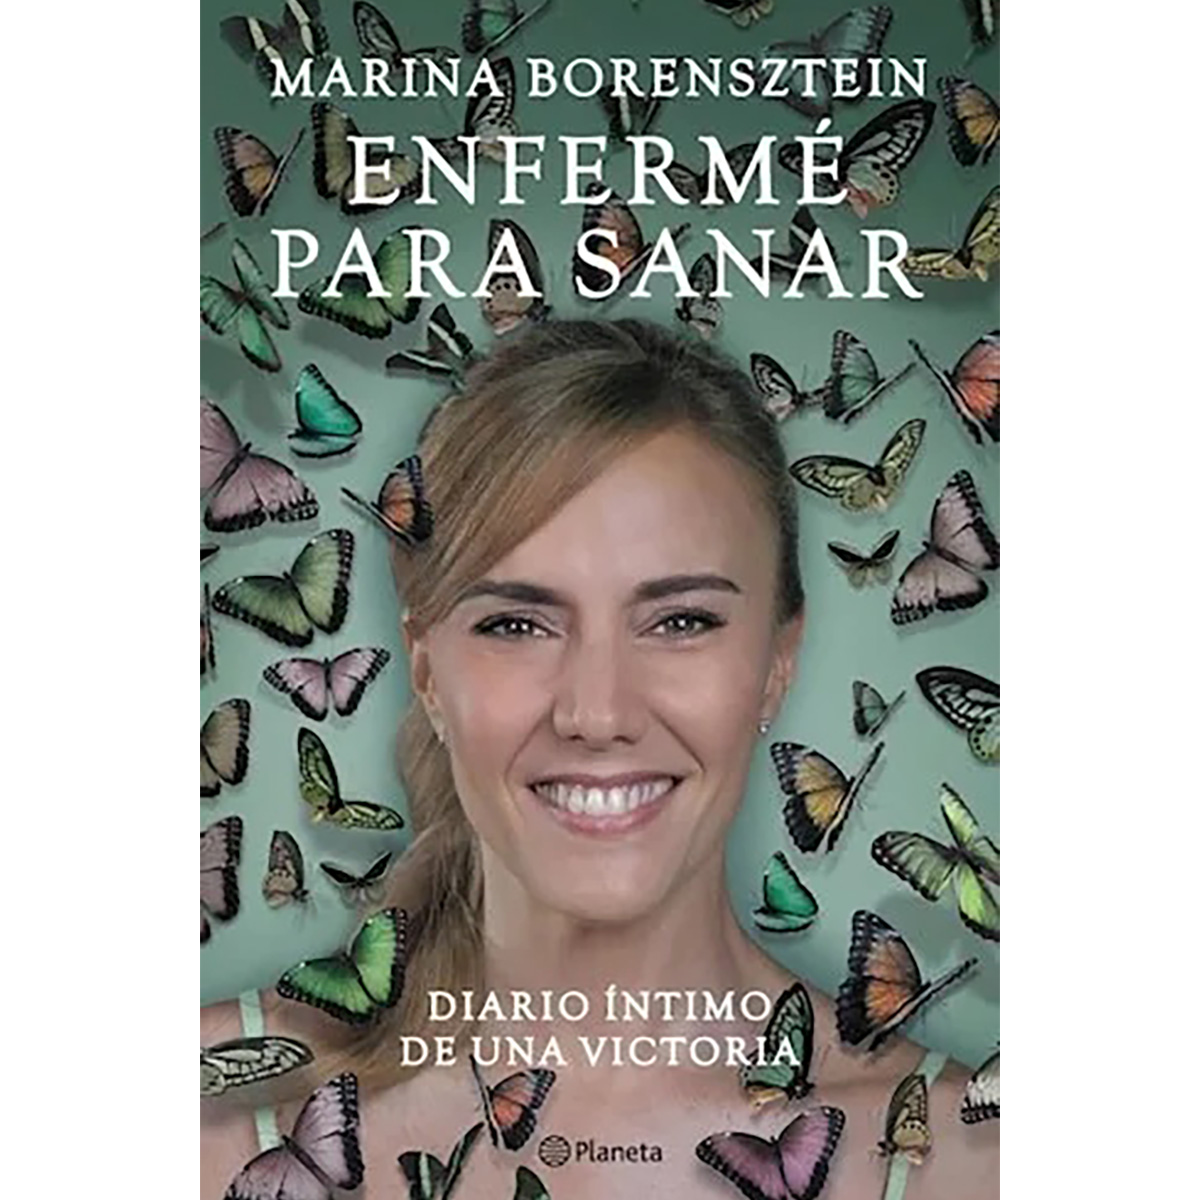 MARINA BORENSZTEIN
ENFERMÉ
PARA SANAR
DIARIO ÍNTIMO
DE UNA VICTORIA
Planeta